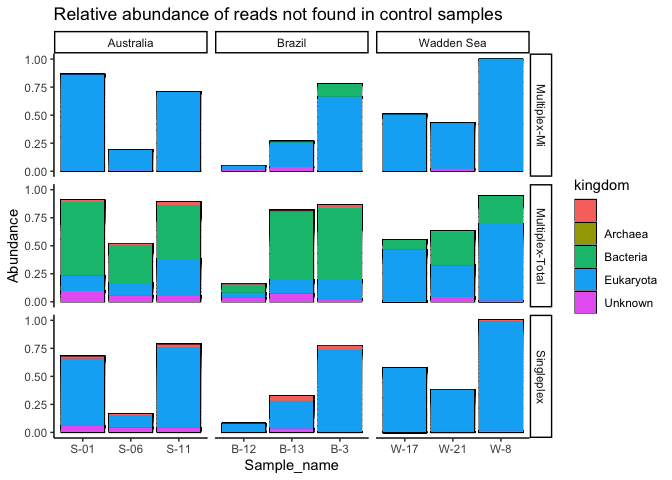 Relative abundance of reads not found in control samples
Australia
Brazil
Wadden Sea
1.00
0.75
0.50
0.25
0.00
Multiplex-Mi
1.00
0.75
0.50
0.25
0.00
Multiplex-Total
1.00
0.75
0.50
0.25
0.00
Singleplex
Abundance
S-01
S-06
S-11
B-12
B-13
B-3
W-17
W-21
W-8
Sample_name
kingdom
Archaea
Bacteria
Eukaryota
Unknown